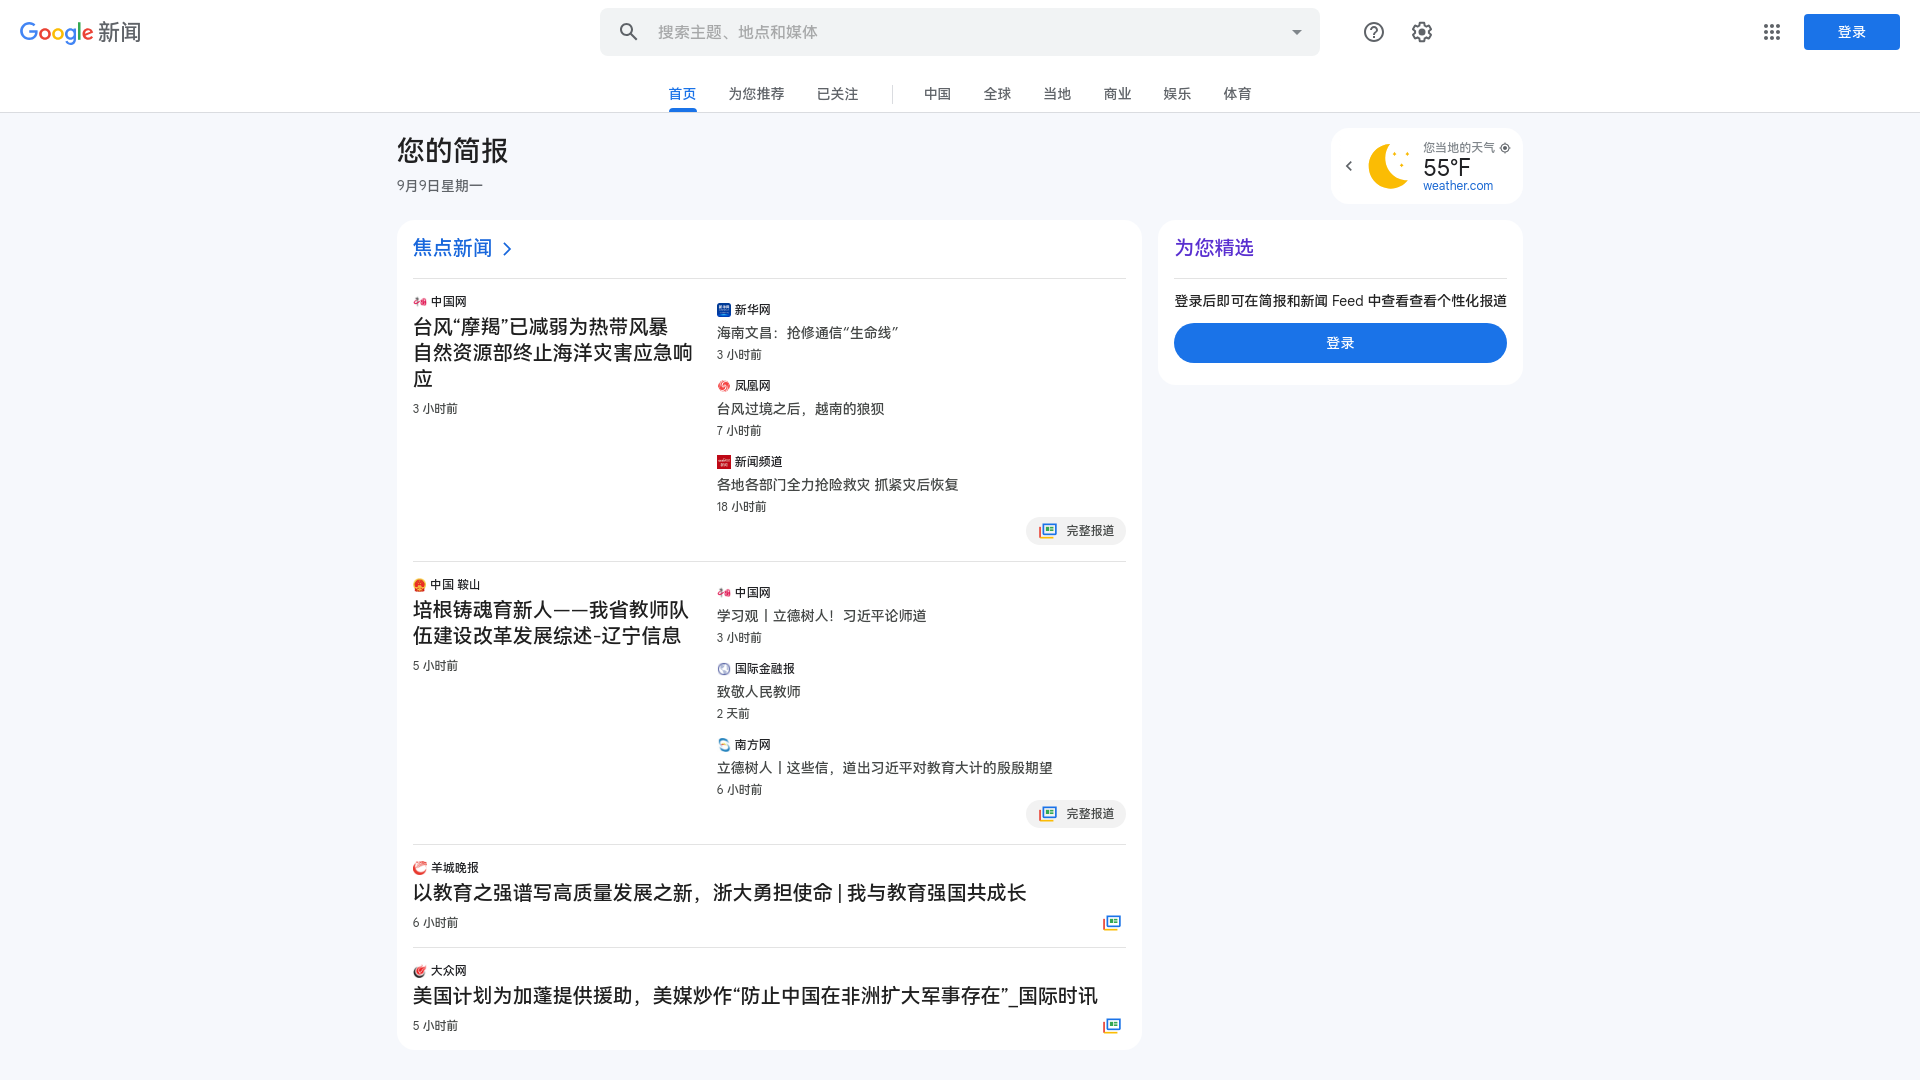 Google 新闻
搜索主题、地点和媒体
登录
首页
为您推荐
已关注
中国
全球
当地
商业
娱乐
体育
您的简报
9月9日星期一
您当地的天气
55°F
weather.com
焦点新闻
中国网
台风“摩羯”已减弱为热带风暴
自然资源部终止海洋灾害应急响
应
3 小时前
新华网
海南文昌：抢修通信“生命线”
3 小时前
凤凰网
台风过境之后，越南的狼狈
7 小时前
新闻频道
各地各部门全力抢险救灾 抓紧灾后恢复
18 小时前
完整报道
中国 鞍山
培根铸魂育新人——我省教师队
伍建设改革发展综述-辽宁信息
5 小时前
中国网
学习观丨立德树人！习近平论师道
3 小时前
国际金融报
致敬人民教师
2 天前
南方网
立德树人丨这些信，道出习近平对教育大计的殷殷期望
6 小时前
完整报道
羊城晚报
以教育之强谱写高质量发展之新，浙大勇担使命 | 我与教育强国共成长
6 小时前
大众网
美国计划为加蓬提供援助，美媒炒作“防止中国在非洲扩大军事存在”_国际时讯
5 小时前
为您精选
登录后即可在简报和新闻 Feed 中查看查看个性化报道
登录